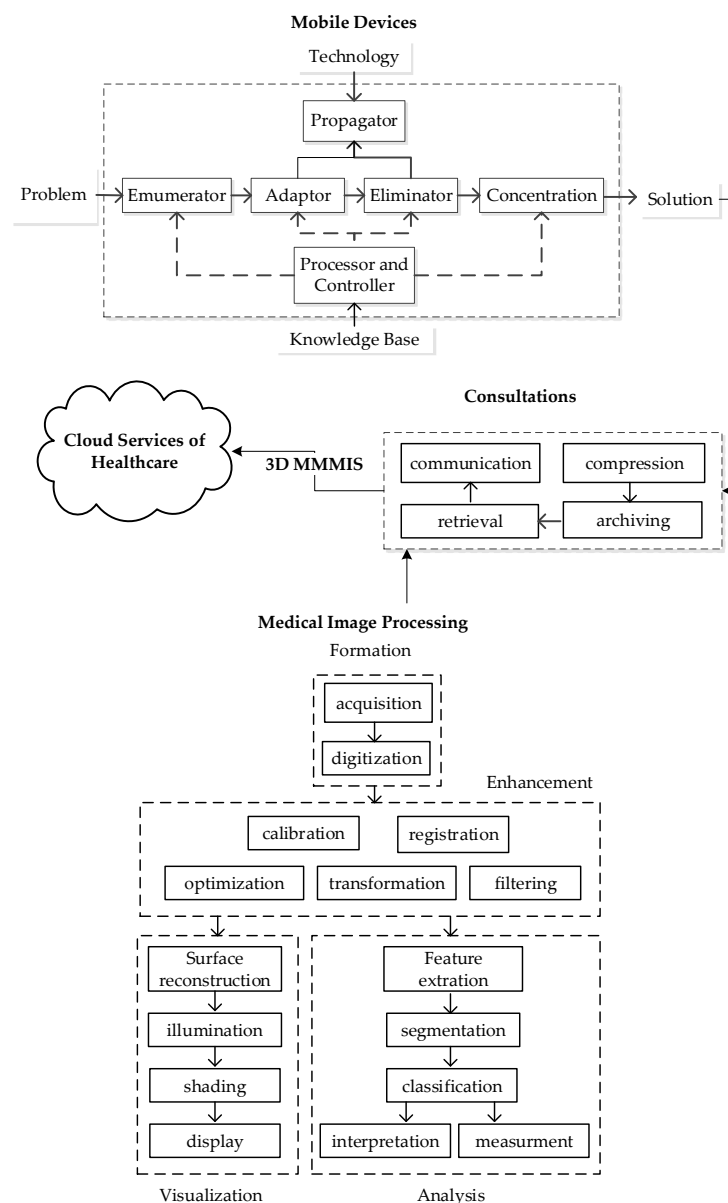 Mobile Devices
Technology
Propagator
Problem
Emumerator
Adaptor
Eliminator
Concentration
Solution
Processor and
Controller
Knowledge Base
Consultations
Cloud Services of
Healthcare
3D MMMIS
communication
compression
retrieval
archiving
Medical Image Processing
Formation
acquisition
digitization
Enhancement
calibration
registration
optimization
transformation
filtering
Surface
reconstruction
illumination
shading
display
Feature
extration
segmentation
classification
interpretation
measurment
Visualization
Analysis